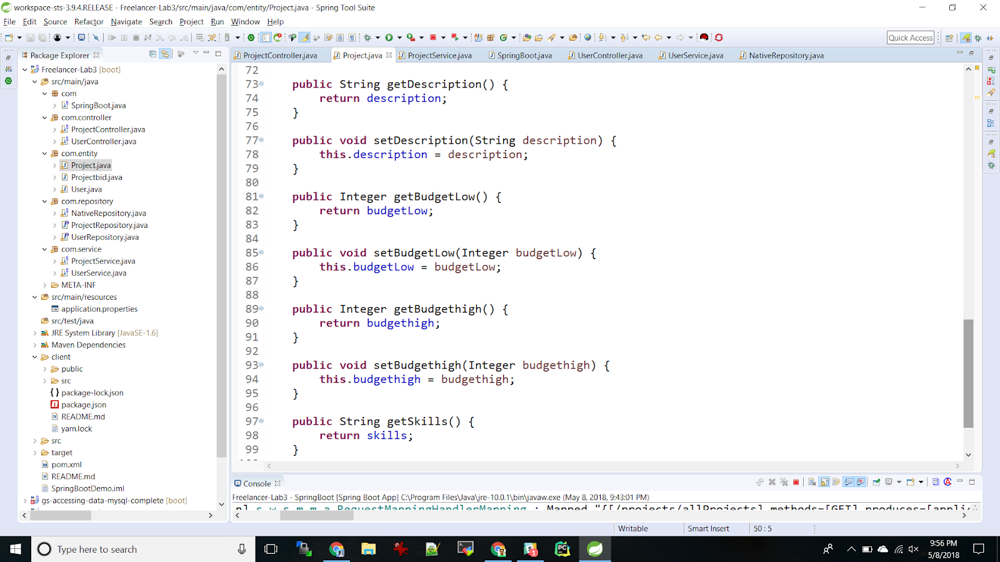 workspace-sts-3.9.4.RELEASE - Freelancer-Lab3/src/main/java/com/entity/Project.java - Spring Tool Suite
File Edit Source Refactor Navigate Search Project Run Window Help
Quick Access
Package Explorer
Freelancer-Lab3 [boot]
src/main/java
com
SpringBoot.java
com.controller
ProjectController.java
UserController.java
com.entity
Project.java
Projectbid.java
User.java
com.repository
NativeRepository.java
ProjectRepository.java
UserRepository.java
com.service
ProjectService.java
UserService.java
META-INF
src/main/resources
application.properties
src/test/java
JRE System Library [JavaSE-1.6]
Maven Dependencies
client
public
src
package-lock.json
package.json
README.md
yarn.lock
src
target
pom.xml
README.md
SpringBootDemo.iml
gs-accessing-data-mysql-complete [boot]
ProjectController.java Project.java ProjectService.java SpringBoot.java UserController.java UserService.java NativeRepository.java
72
73 public String getDescription() {
74 return description;
75 }
76
77 public void setDescription(String description) {
78 this.description = description;
79 }
80
81 public Integer getBudgetLow() {
82 return budgetLow;
83 }
84
85 public void setBudgetLow(Integer budgetLow) {
86 this.budgetLow = budgetLow;
87 }
88
89 public Integer getBudgethigh() {
90 return budgethigh;
91 }
92
93 public void setBudgethigh(Integer budgethigh) {
94 this.budgethigh = budgethigh;
95 }
96
97 public String getSkills() {
98 return skills;
99 }
Console
Freelancer-Lab3 - SpringBoot [Spring Boot App] C:\Program Files\Java\jre-10.0.1\bin\javaw.exe (May 8, 2018, 9:43:01 PM)
n] s.w.s.m.m.a.RequestMappingHandlerMapping : Mapped "{[/projects/allProjects],methods=[GET],produces=[applic
Writable Smart Insert 50 : 5
Type here to search
9:56 PM
5/8/2018